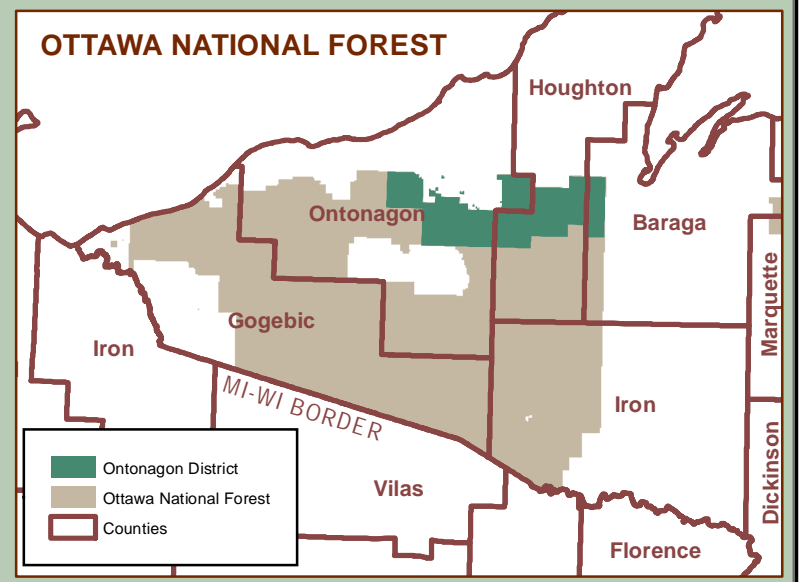 OTTAWA NATIONAL FOREST
Houghton
Ontonagon
Baraga
Marquette
Gogebic
Iron
Iron
MI-WI BORDER
Dickinson
Vilas
Florence
Ontonagon District
Ottawa National Forest
Counties